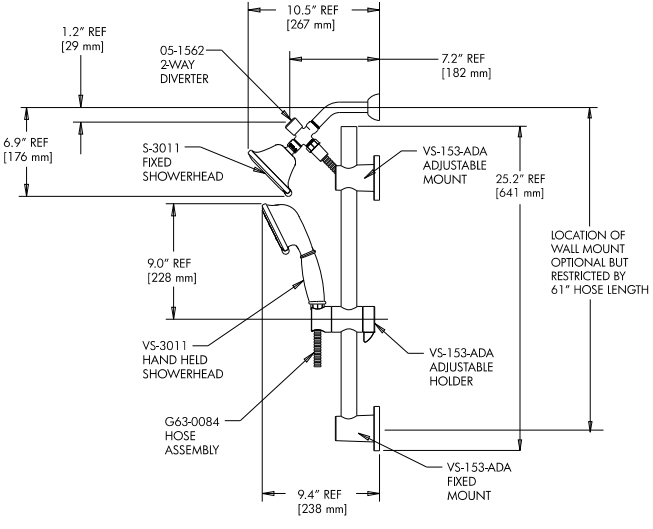 10.5" REF
[267 mm]
1.2" REF
[29 mm]
05-1562
2-WAY
DIVERTER
7.2" REF
[182 mm]
6.9" REF
[176 mm]
S-3011
FIXED
SHOWERHEAD
VS-153-ADA
ADJUSTABLE
MOUNT
25.2" REF
[641 mm]
LOCATION OF
WALL MOUNT
OPTIONAL BUT
RESTRICTED BY
61" HOSE LENGTH
9.0" REF
[228 mm]
VS-3011
HAND HELD
SHOWERHEAD
VS-153-ADA
ADJUSTABLE
HOLDER
G63-0084
HOSE
ASSEMBLY
VS-153-ADA
FIXED
MOUNT
9.4" REF
[238 mm]